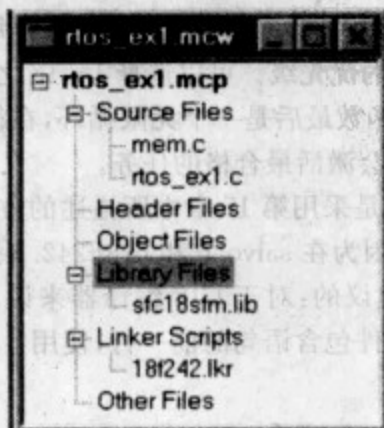 rtos_ex1.mcw
rtos_ex1.mcp
Source Files
mem.c
rtos_ex1.c
Header Files
Object Files
Library Files
sfc18sfm.lib
Linker Scripts
18f242.lkr
Other Files